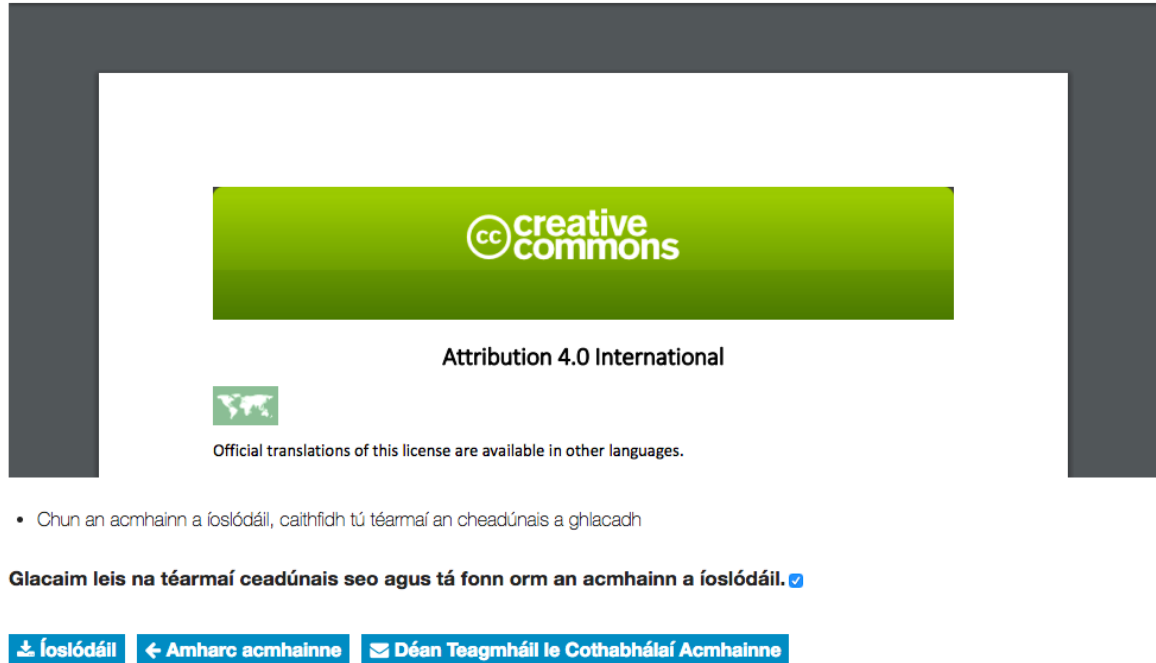 cc creative
commons
Attribution 4.0 International
Official translations of this license are available in other languages.
• Chun an acmhainn a íoslódáil, caithfidh tú téarmaí an cheadúnais a ghlacadh
Glacaim leis na téarmaí ceadúnais seo agus tá fonn orm an acmhainn a íoslódáil.
Íoslódáil Amharc acmhainne Déan Teagmháil le Cothabhálaí Acmhainne